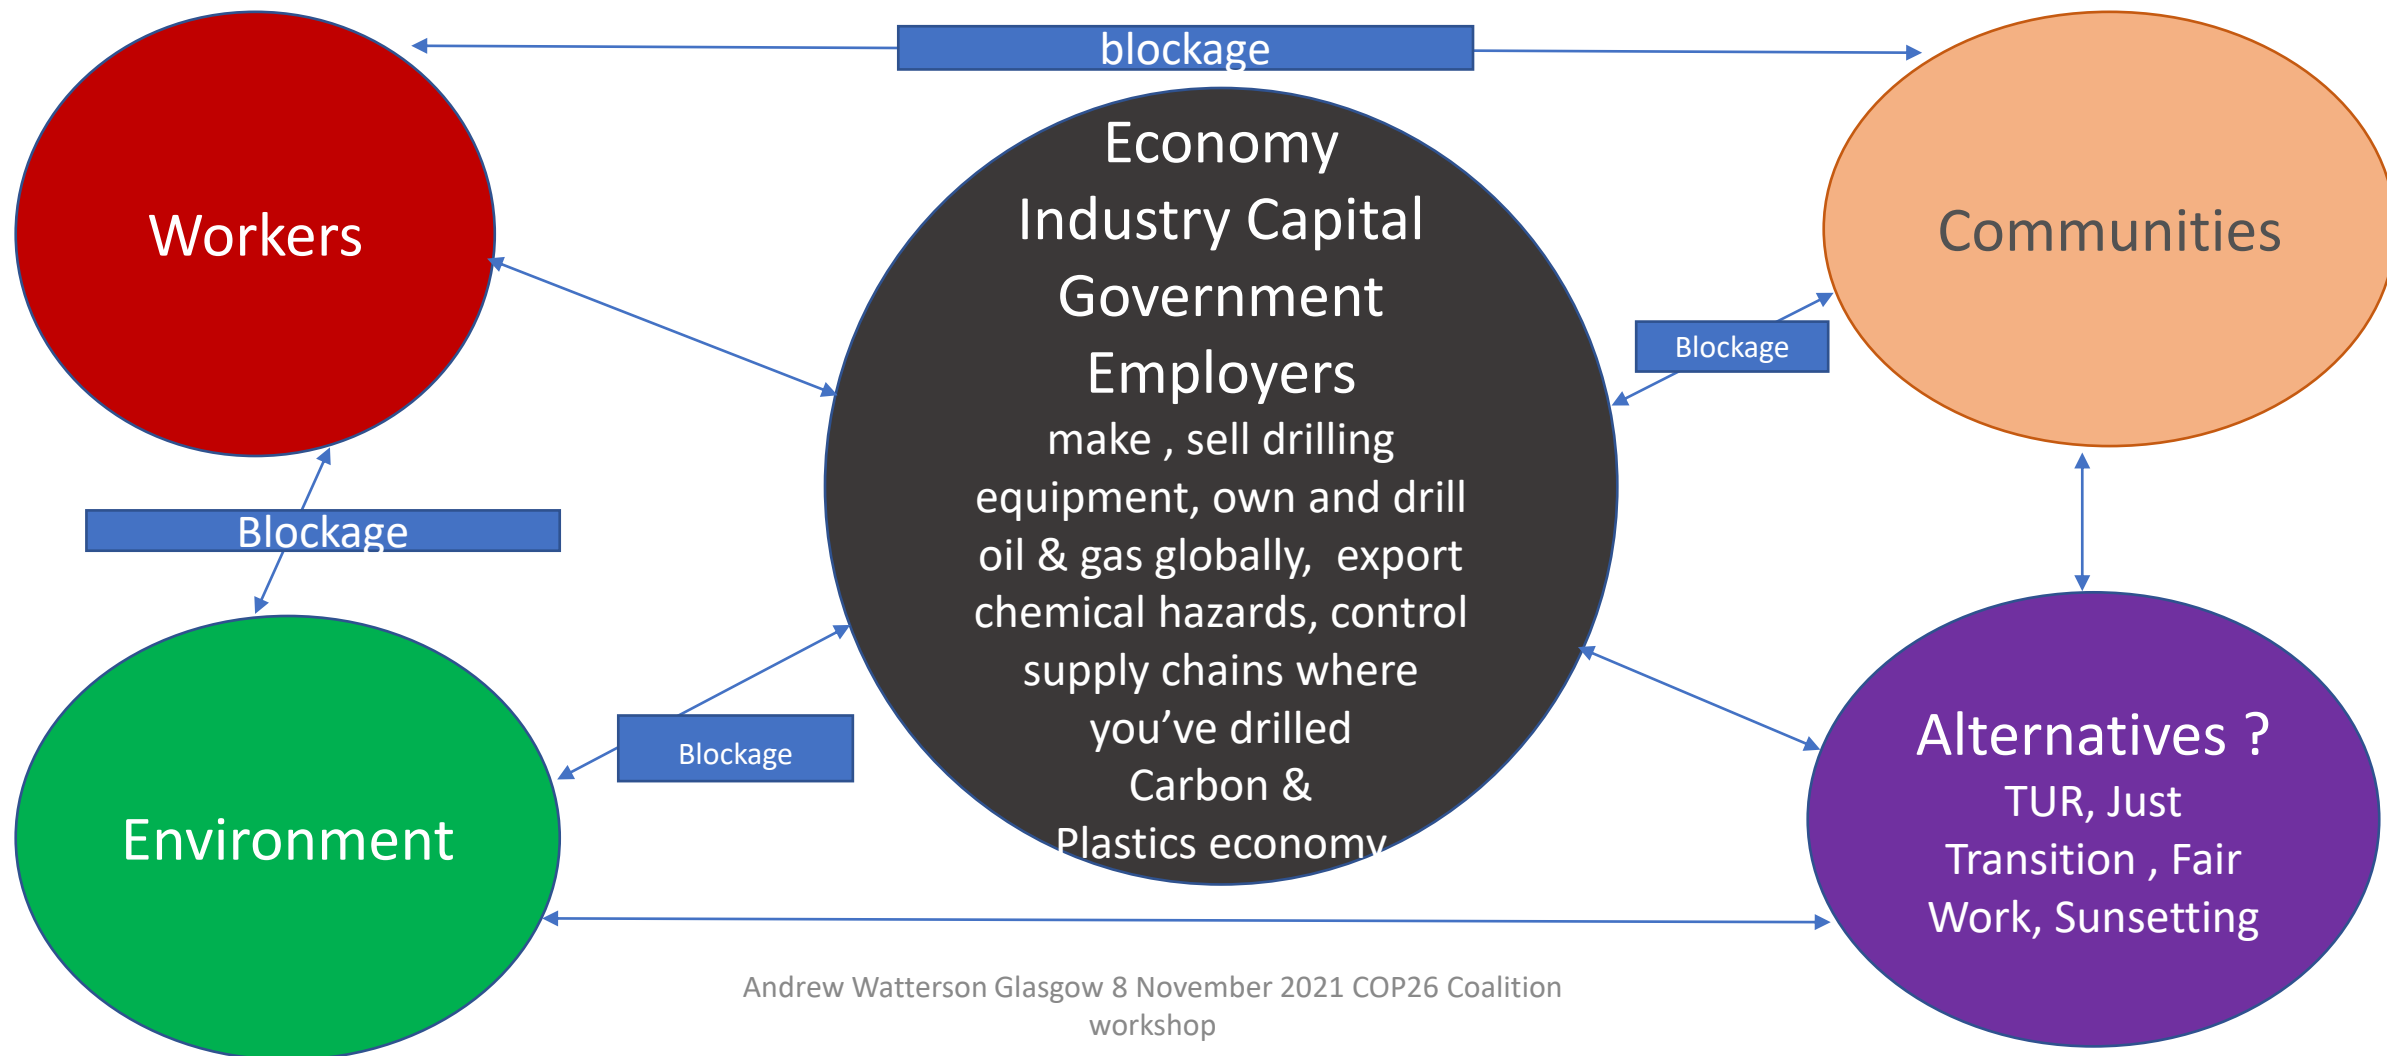 blockage
Workers
Economy
Industry Capital
Government
Employers
make , sell drilling
equipment, own and drill
oil & gas globally,  export
chemical hazards, control
supply chains where
you’ve drilled
Carbon &
Plastics economy
Communities
Blockage
Blockage
Blockage
Environment
Alternatives ?
TUR, Just
Transition , Fair
Work, Sunsetting
Andrew Watterson Glasgow 8 November 2021 COP26 Coalition
workshop